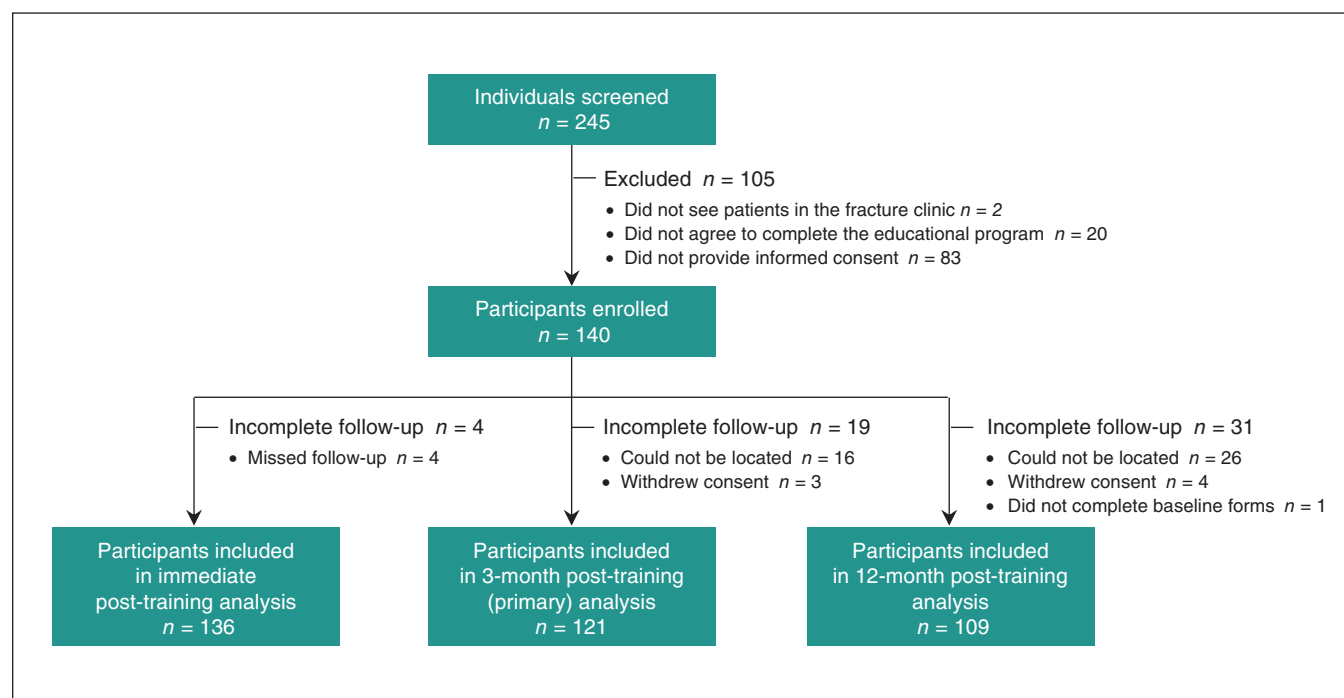 Individuals screened
n = 245
Excluded n = 105
• Did not see patients in the fracture clinic n = 2
• Did not agree to complete the educational program n = 20
• Did not provide informed consent n = 83
Participants enrolled
n = 140
Incomplete follow-up n = 4
• Missed follow-up n = 4
Incomplete follow-up n = 19
• Could not be located n = 16
• Withdrew consent n = 3
Incomplete follow-up n = 31
• Could not be located n = 26
• Withdrew consent n = 4
• Did not complete baseline forms n = 1
Participants included
in immediate
post-training analysis
n = 136
Participants included
in 3-month post-training
(primary) analysis
n = 121
Participants included
in 12-month post-training
analysis
n = 109